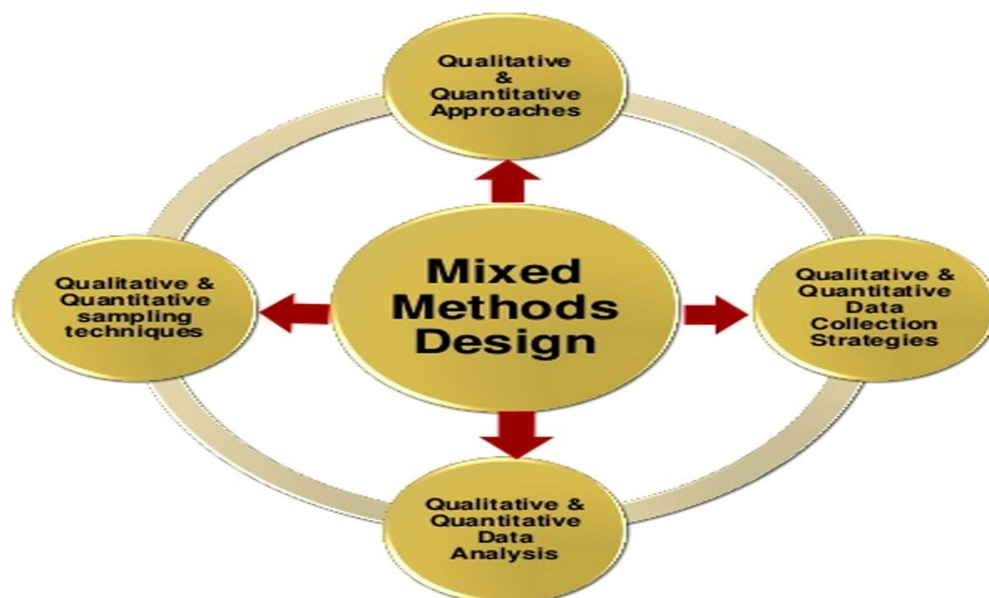 Qualitative
&
Quantitative
Approaches
Qualitative &
Quantitative
sampling
techniques
Mixed
Methods
Design
Qualitative &
Quantitative
Data
Collection
Strategies
Qualitative &
Quantitative
Data
Analysis